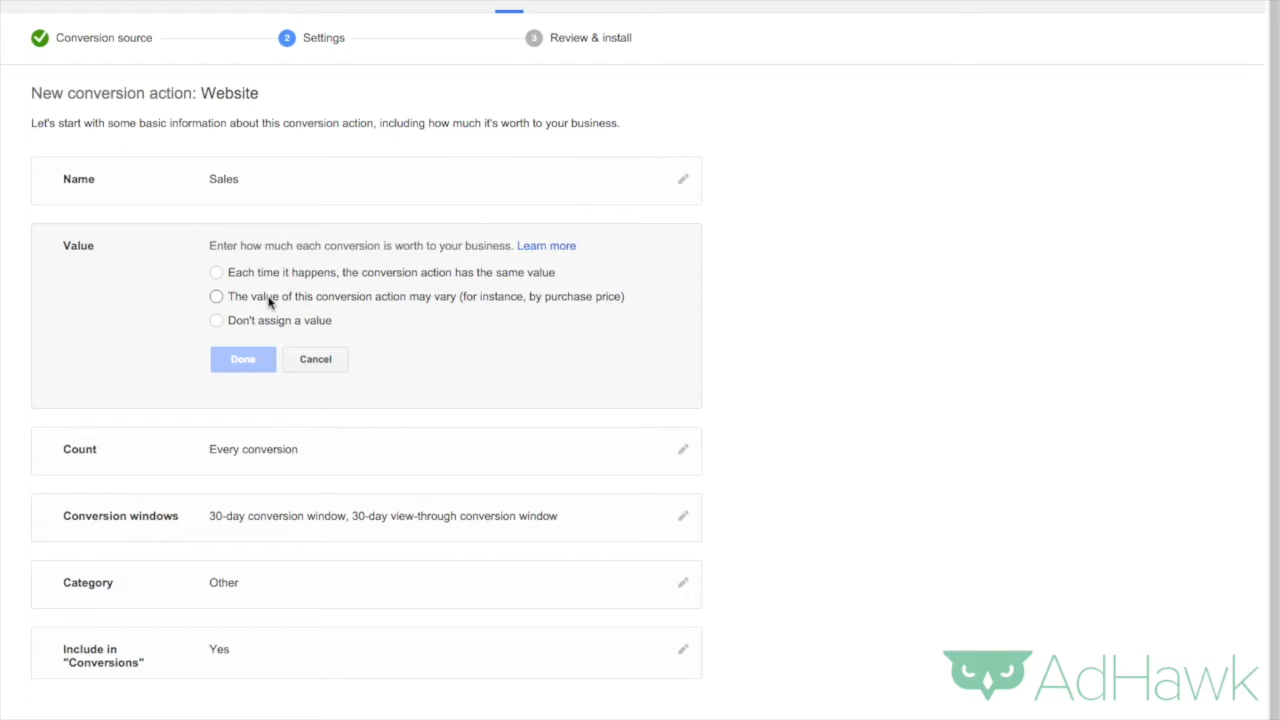 Conversion source
2 Settings
3 Review & install
New conversion action: Website
Let's start with some basic information about this conversion action, including how much it's worth to your business.
Name Sales
Value Enter how much each conversion is worth to your business. Learn more
Each time it happens, the conversion action has the same value
The value of this conversion action may vary (for instance, by purchase price)
Don't assign a value
Done Cancel
Count Every conversion
Conversion windows 30-day conversion window, 30-day view-through conversion window
Category Other
Include in Yes
"Conversions"
AdHawk